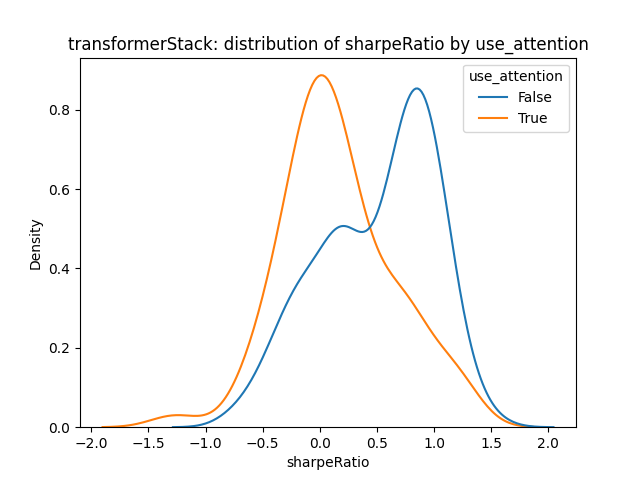 transformerStack: distribution of sharpeRatio by use_attention
use_attention
False
True
0.8
0.6
0.4
0.2
0.0
Density
−2.0 −1.5 −1.0 −0.5 0.0 0.5 1.0 1.5 2.0
sharpeRatio